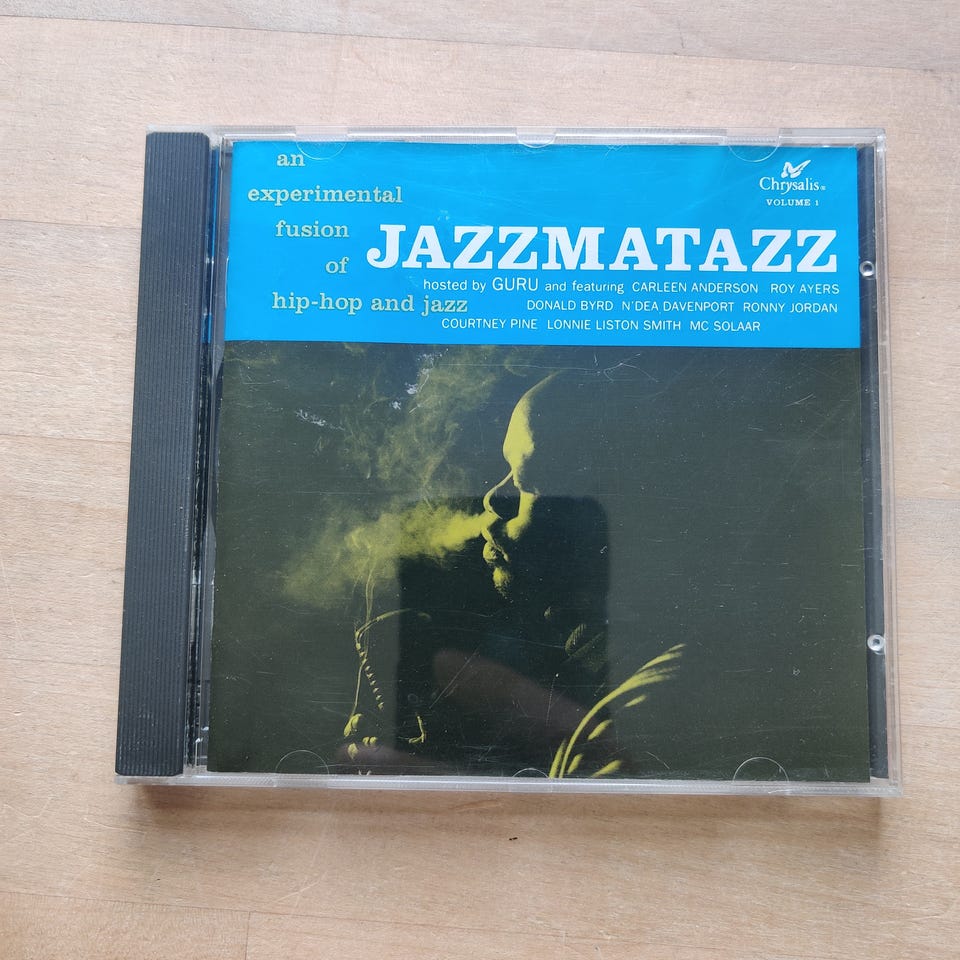 an
experimental
fusion
of
hip-hop and jazz
Chrysalis®
VOLUME 1
JAZZMATAZZ
hosted by GURU and featuring CARLEEN ANDERSON ROY AYERS
DONALD BYRD N'DEA DAVENPORT RONNY JORDAN
COURTNEY PINE LONNIE LISTON SMITH MC SOLAAR